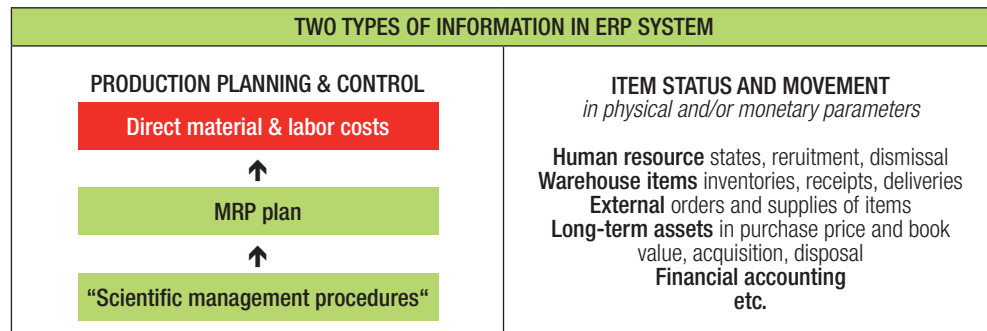 TWO TYPES OF INFORMATION IN ERP SYSTEM
PRODUCTION PLANNING & CONTROL
Direct material & labor costs
MRP plan
“Scientific management procedures“
ITEM STATUS AND MOVEMENT
in physical and/or monetary parameters
Human resource states, reruitment, dismissal
Warehouse items inventories, receipts, deliveries
External orders and supplies of items
Long-term assets in purchase price and book
value, acquisition, disposal
Financial accounting
etc.